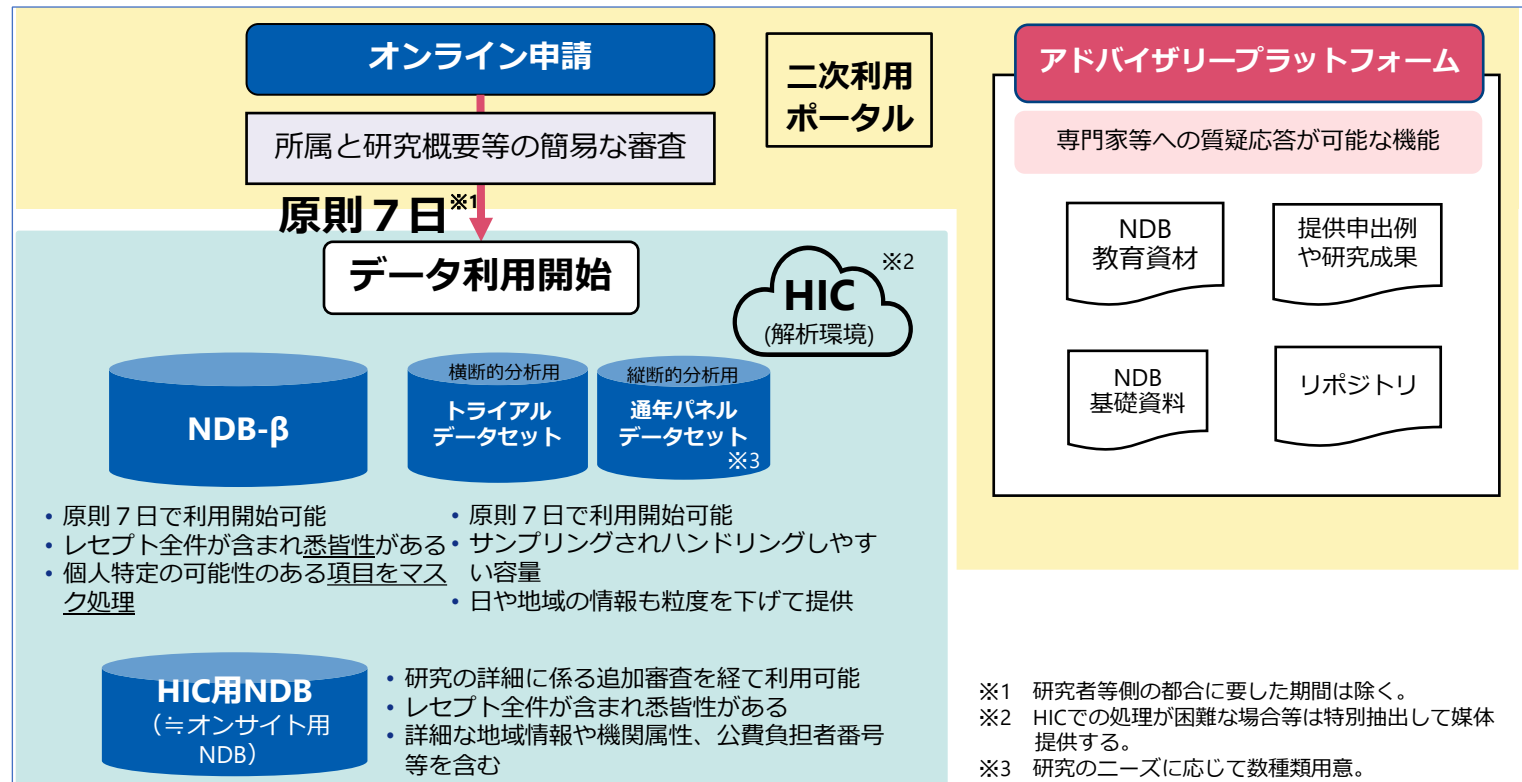 オンライン申請
所属と研究概要等の簡易な審査
原則７日※1
二次利用
ポータル
データ利用開始
HIC
(解析環境)
※2
NDB-β
横断的分析用
トライアル
データセット
縦断的分析用
通年パネル
データセット
※3
• 原則７日で利用開始可能
• レセプト全件が含まれ悉皆性がある
• 個人特定の可能性のある項目をマス
ク処理
• 原則７日で利用開始可能
• サンプリングされハンドリングしやす
い容量
• 日や地域の情報も粒度を下げて提供
HIC用NDB
（≒オンサイト用
NDB）
• 研究の詳細に係る追加審査を経て利用可能
• レセプト全件が含まれ悉皆性がある
• 詳細な地域情報や機関属性、公費負担者番号
等を含む
アドバイザリープラットフォーム
専門家等への質疑応答が可能な機能
NDB
教育資材
提供申出例
や研究成果
NDB
基礎資料
リポジトリ
※1　研究者等側の都合に要した期間は除く。
※2　HICでの処理が困難な場合等は特別抽出して媒体
提供する。
※3　研究のニーズに応じて数種類用意。